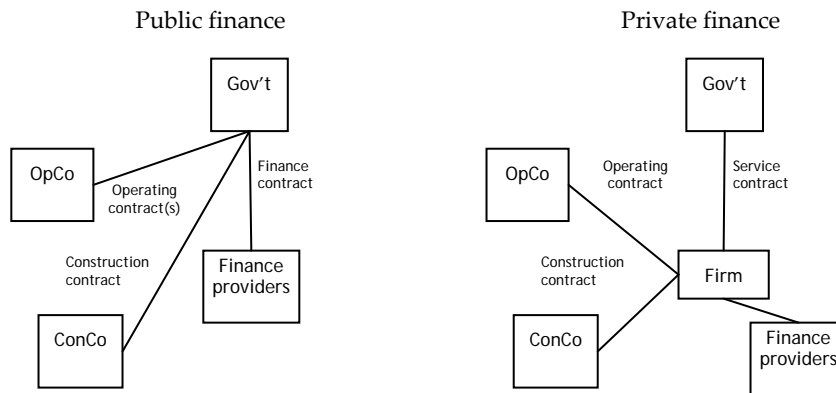 Public finance
Gov't
OpCo
Operating
contract(s)
Finance
contract
Construction
contract
Finance
providers
ConCo
Private finance
Gov't
OpCo
Operating
contract
Service
contract
Construction
contract
Firm
ConCo
Finance
providers